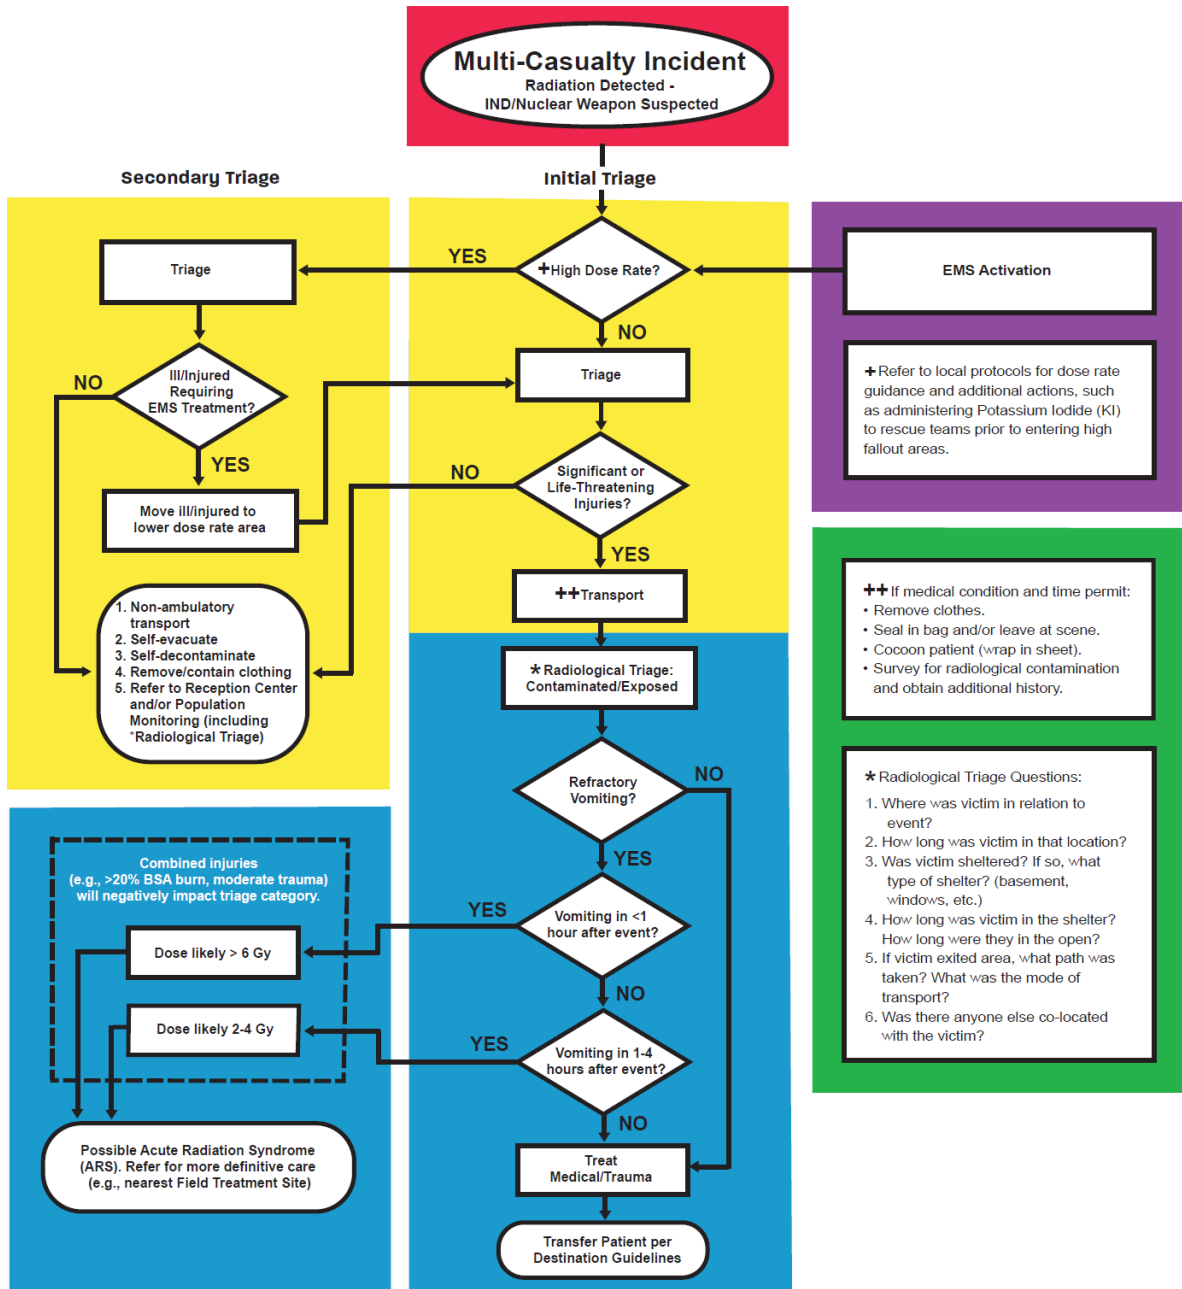 Multi-Casualty Incident
Radiation Detected -
IND/Nuclear Weapon Suspected
Secondary Triage
Initial Triage
Triage
YES
+High Dose Rate?
EMS Activation
NO
Ill/Injured
Requiring
EMS Treatment?
NO
Triage
+Refer to local protocols for dose rate
guidance and additional actions, such
as administering Potassium Iodide (KI)
to rescue teams prior to entering high
fallout areas.
YES
NO
Significant or
Life-Threatening
Injuries?
Move ill/injured to
lower dose rate area
YES
++Transport
1. Non-ambulatory
transport
2. Self-evacuate
3. Self-decontaminate
4. Remove/contain clothing
5. Refer to Reception Center
and/or Population
Monitoring (including
*Radiological Triage)
++If medical condition and time permit:
• Remove clothes.
• Seal in bag and/or leave at scene.
• Cocoon patient (wrap in sheet).
• Survey for radiological contamination
and obtain additional history.
* Radiological Triage:
Contaminated/Exposed
Refractory
Vomiting?
NO
YES
* Radiological Triage Questions:
1. Where was victim in relation to
event?
2. How long was victim in that location?
3. Was victim sheltered? If so, what
type of shelter? (basement,
windows, etc.)
4. How long was victim in the shelter?
How long were they in the open?
5. If victim exited area, what path was
taken? What was the mode of
transport?
6. Was there anyone else co-located
with the victim?
Combined injuries
(e.g., >20% BSA burn, moderate trauma)
will negatively impact triage category.
YES
Vomiting in <1
hour after event?
Dose likely > 6 Gy
NO
Dose likely 2-4 Gy
YES
Vomiting in 1-4
hours after event?
NO
Possible Acute Radiation Syndrome
(ARS). Refer for more definitive care
(e.g., nearest Field Treatment Site)
Treat
Medical/Trauma
Transfer Patient per
Destination Guidelines